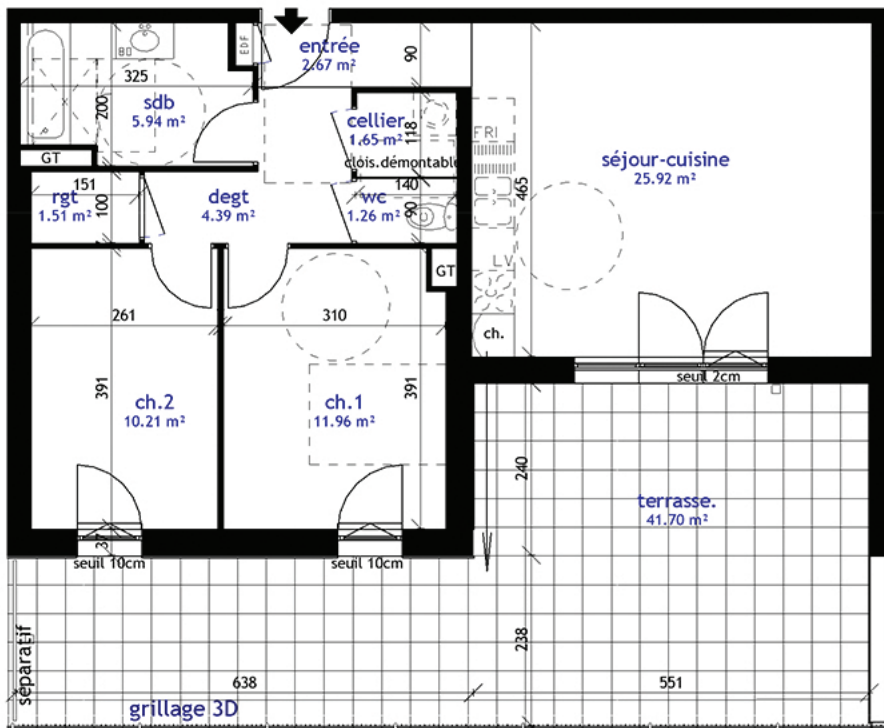 EDF
entrée
2.67 m²
90
BD
325
sdb
5.94 m²
200
cellier
1.65 m²
118
clois.démontable
FRI
séjour-cuisine
25.92 m²
465
GT
151
rgt
1.51 m²
100
degt
4.39 m²
140
wc
1.26 m²
90
LV
GT
261
310
ch.
391
391
seuil 2cm
ch.2
10.21 m²
ch.1
11.96 m²
240
terrasse.
41.70 m²
37
seuil 10cm
seuil 10cm
séparatif
238
638
551
grillage 3D